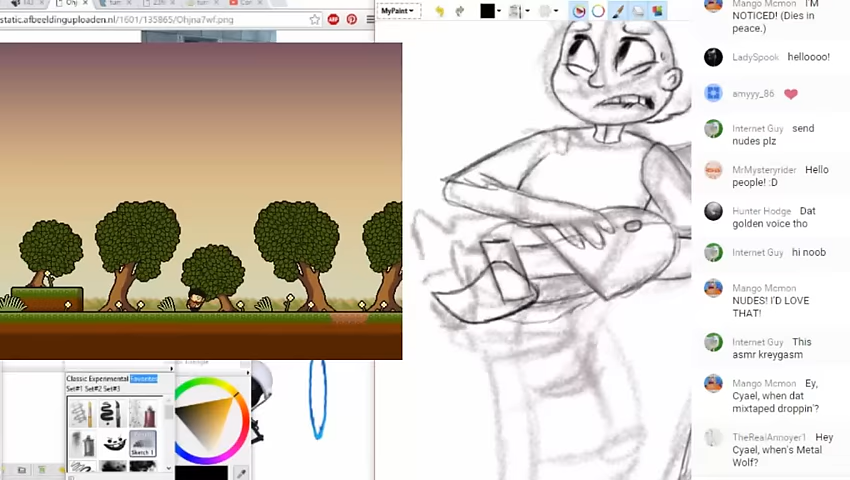 static.afbeeldinguploaden.nl/1601/135865/Ohjna7wf.png
MyPaint
Classic Experimental Favorites
Set#1 Set#2 Set#3
Sketch 1
Mango Mcmon I'M
NOTICED! (Dies in
peace.)
LadySpook helloooo!
amyyy_86
Internet Guy send
nudes plz
MrMysteryrider Hello
people! :D
Hunter Hodge Dat
golden voice tho
Internet Guy hi noob
Mango Mcmon
NUDES! I'D LOVE
THAT!
Internet Guy This
asmr kreygasm
Mango Mcmon Ey,
Cyael, when dat
mixtaped droppin'?
TheRealAnnoyer1 Hey
Cyael, when's Metal
Wolf?